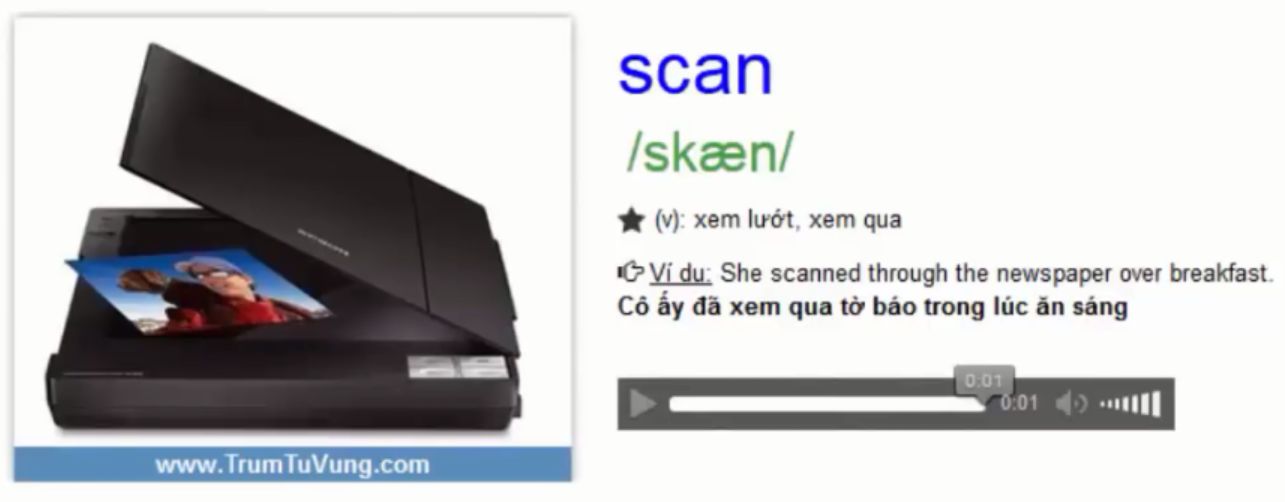 scan
/skæn/
(v): xem lướt, xem qua
Ví du: She scanned through the newspaper over breakfast.
Cô ấy đã xem qua tờ báo trong lúc ăn sáng
0:01
0:01
www.TrumTuVung.com